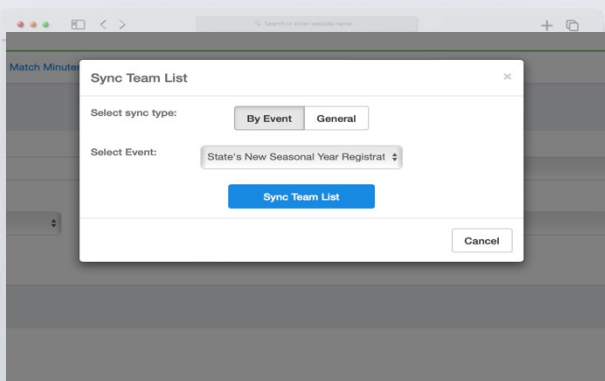 Search or enter website name
Match Minute
Sync Team List
×
Select sync type:
By Event General
Select Event:
State's New Seasonal Year Registrat
Sync Team List
Cancel